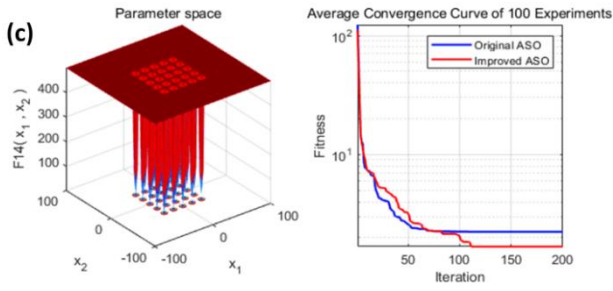 (c)
Parameter space
F14( x1 , x2 )
400
300
200
100
0
100
0
-100
x2
-100
0
100
x1
Average Convergence Curve of 100 Experiments
Original ASO
Improved ASO
Fitness
10^2
10^1
50
100
150
200
Iteration